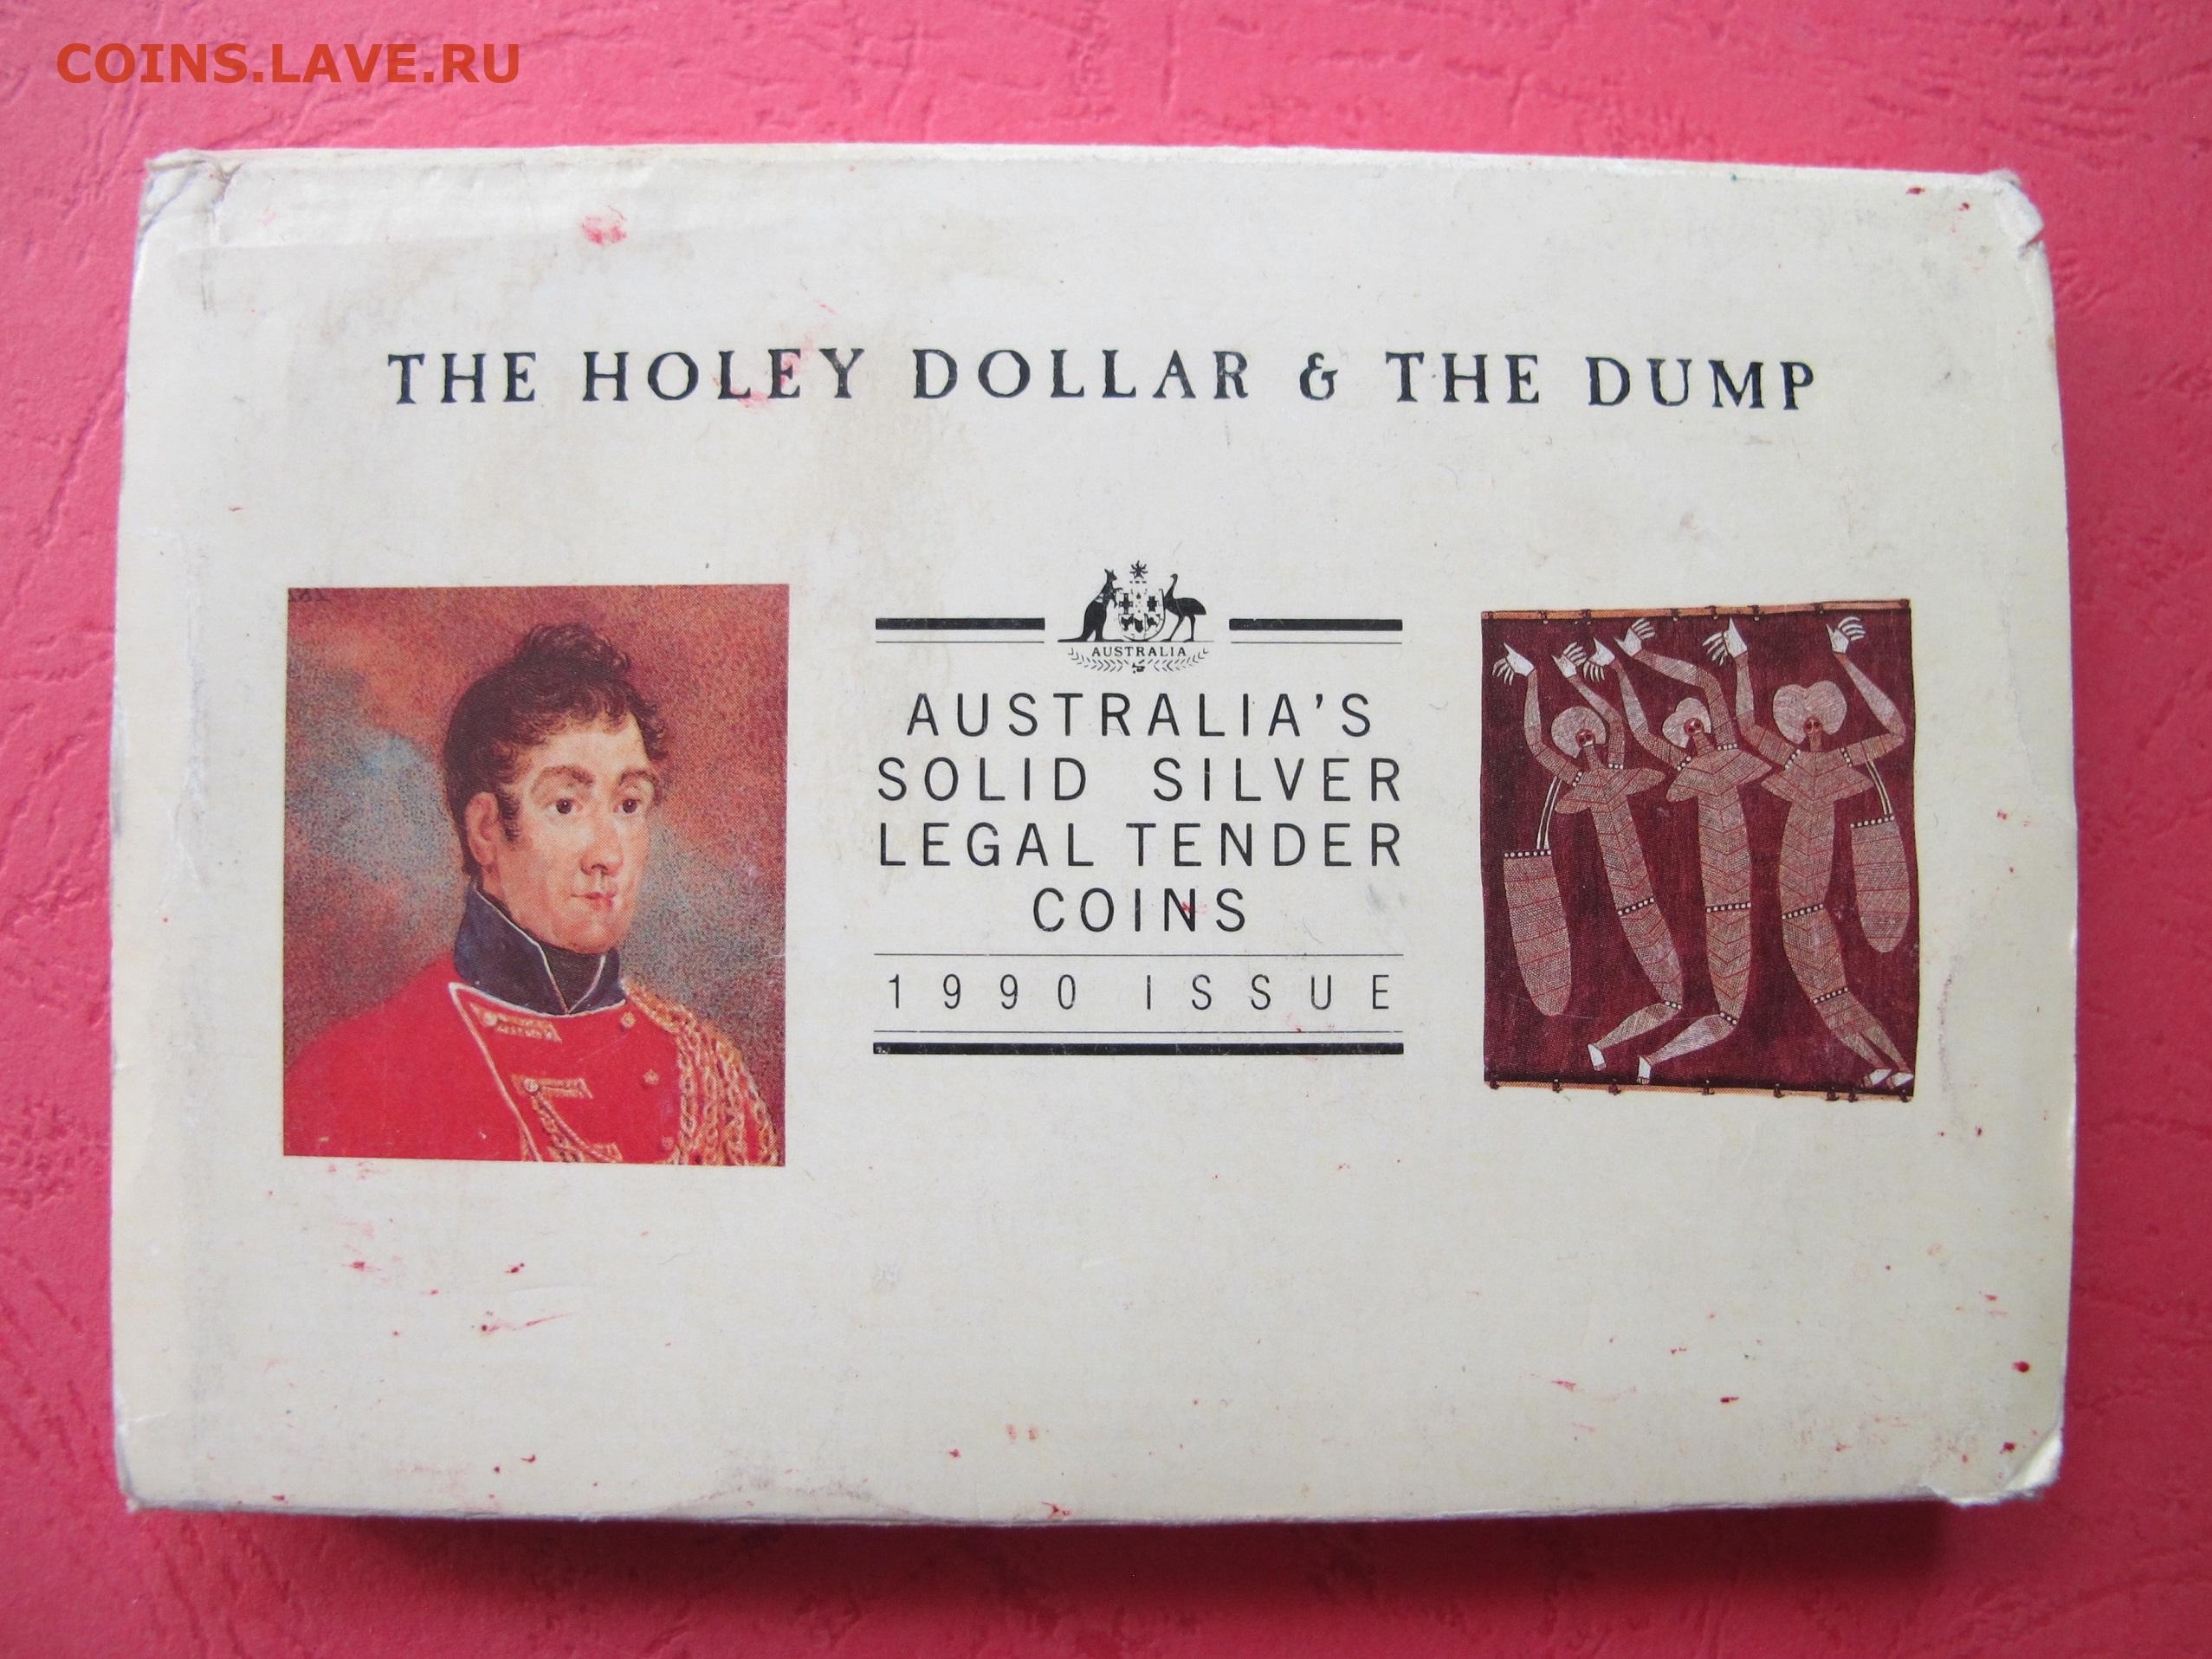 COINS.LAVE.RU
THE HOLEY DOLLAR & THE DUMP
AUSTRALIA
AUSTRALIA'S
SOLID SILVER
LEGAL TENDER
COINS
1990 ISSUE